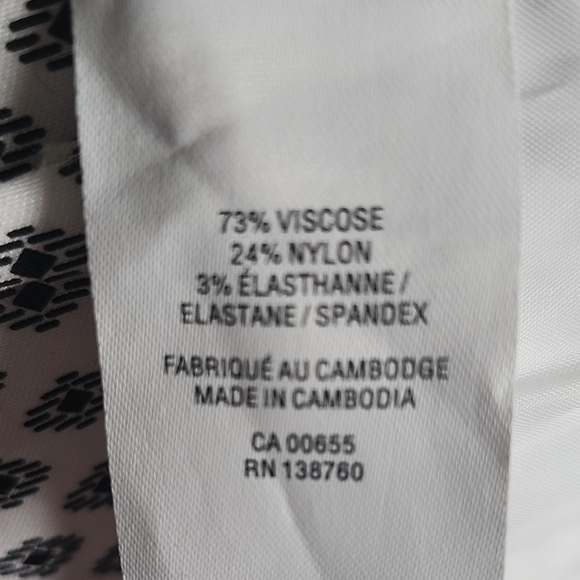 73% VISCOSE
24% NYLON
3% ÉLASTHANNE /
ELASTANE / SPANDEX
FABRIQUÉ AU CAMBODGE
MADE IN CAMBODIA
CA 00655
RN 138760